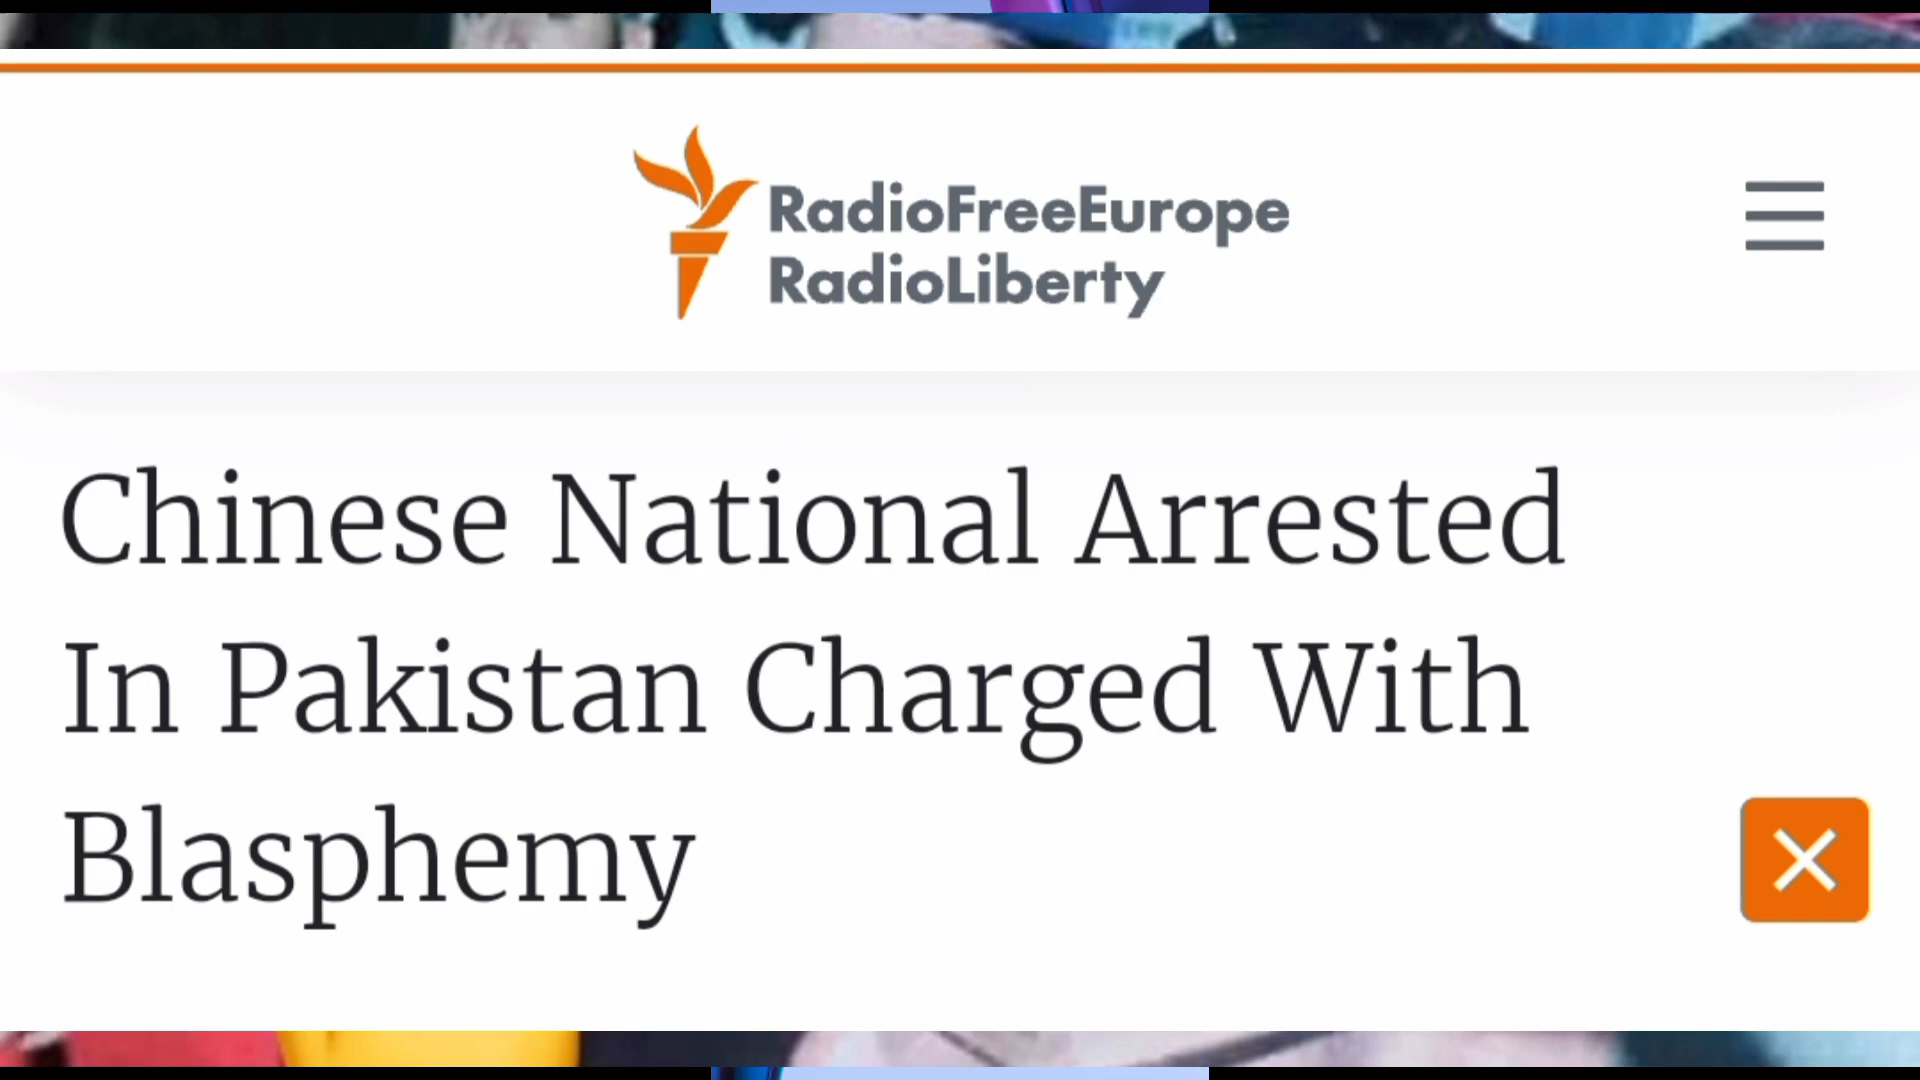 RadioFreeEurope
RadioLiberty
Chinese National Arrested
In Pakistan Charged With
Blasphemy